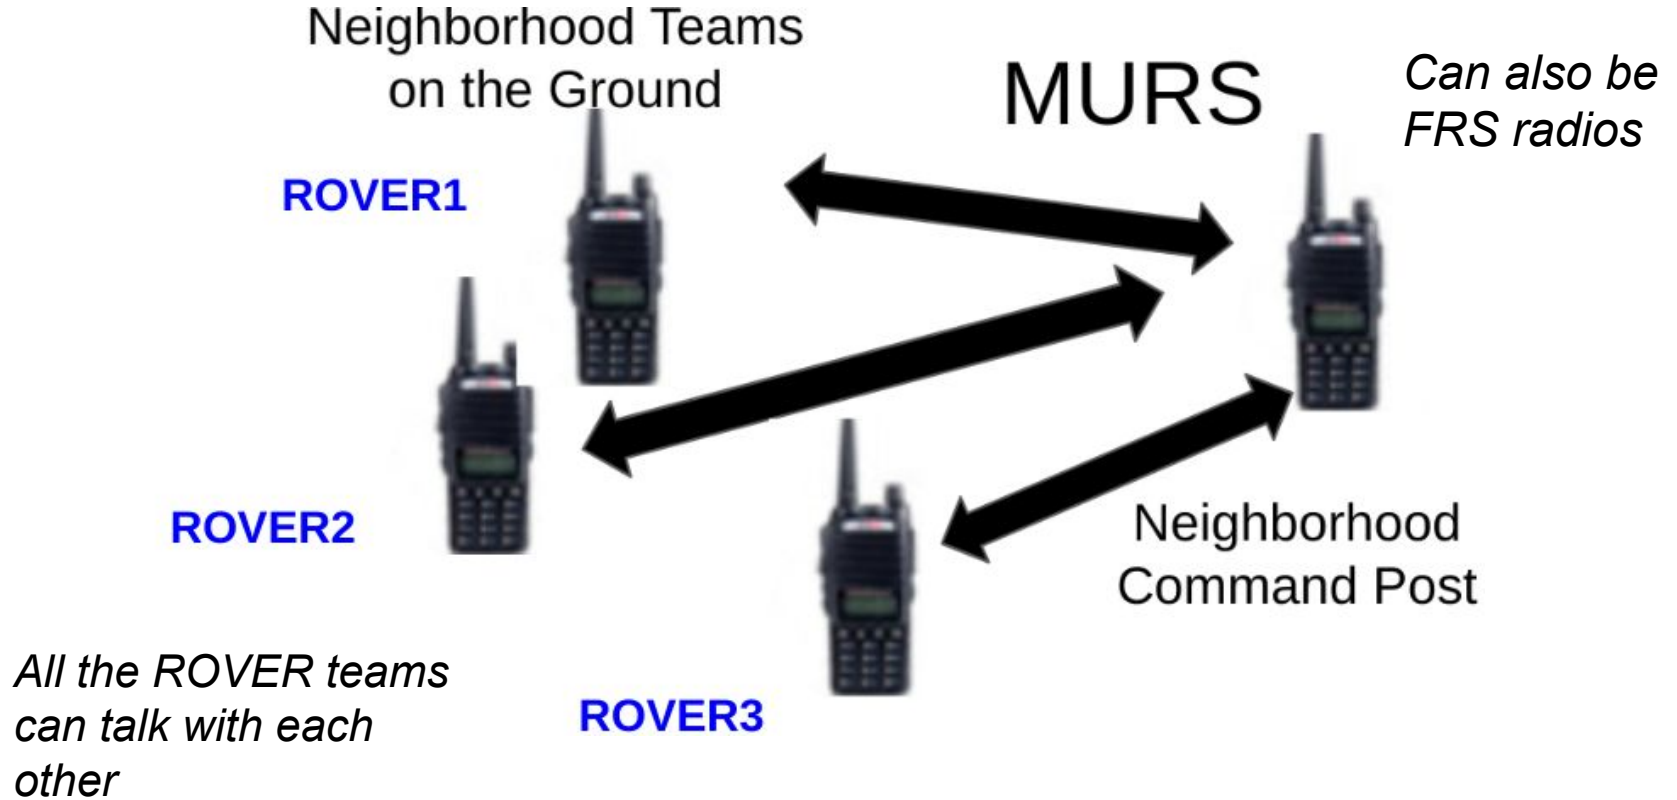 Neighborhood Teams
on the Ground
MURS
Can also be
FRS radios
ROVER1
ROVER2
Neighborhood
Command Post
All the ROVER teams
can talk with each
other
ROVER3